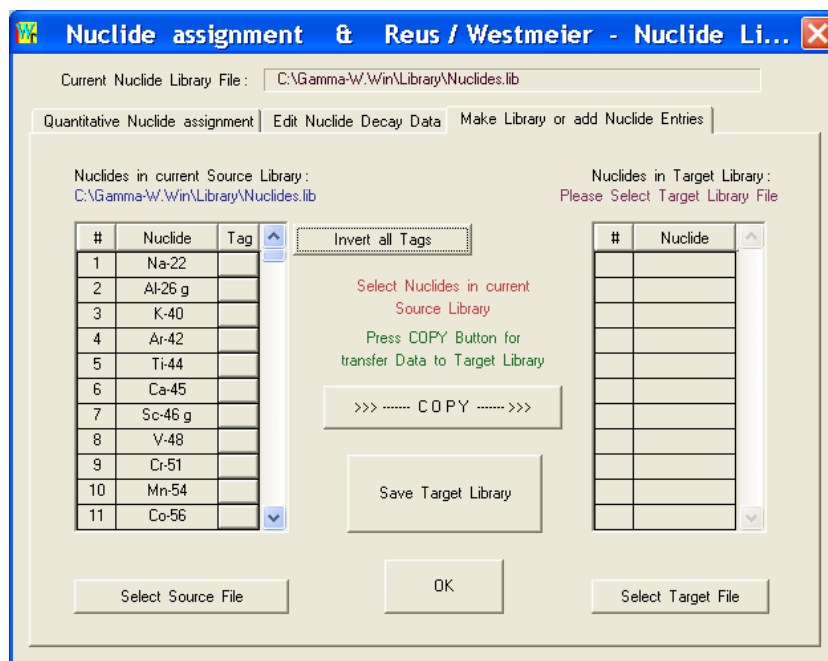 Nuclide assignment & Reus / Westmeier - Nuclide Li...
Current Nuclide Library File : C:\Gamma-W.Win\Library\Nuclides.lib
Quantitative Nuclide assignment Edit Nuclide Decay Data Make Library or add Nuclide Entries
Nuclides in current Source Library :
C:\Gamma-W.Win\Library\Nuclides.lib
# Nuclide Tag
1 Na-22
2 Al-26 g
3 K-40
4 Ar-42
5 Ti-44
6 Ca-45
7 Sc-46 g
8 V-48
9 Cr-51
10 Mn-54
11 Co-56
Select Source File
Invert all Tags
Select Nuclides in current
Source Library
Press COPY Button for
transfer Data to Target Library
>>> ------- C O P Y ------- >>>
Save Target Library
OK
Nuclides in Target Library :
Please Select Target Library File
# Nuclide
Select Target File